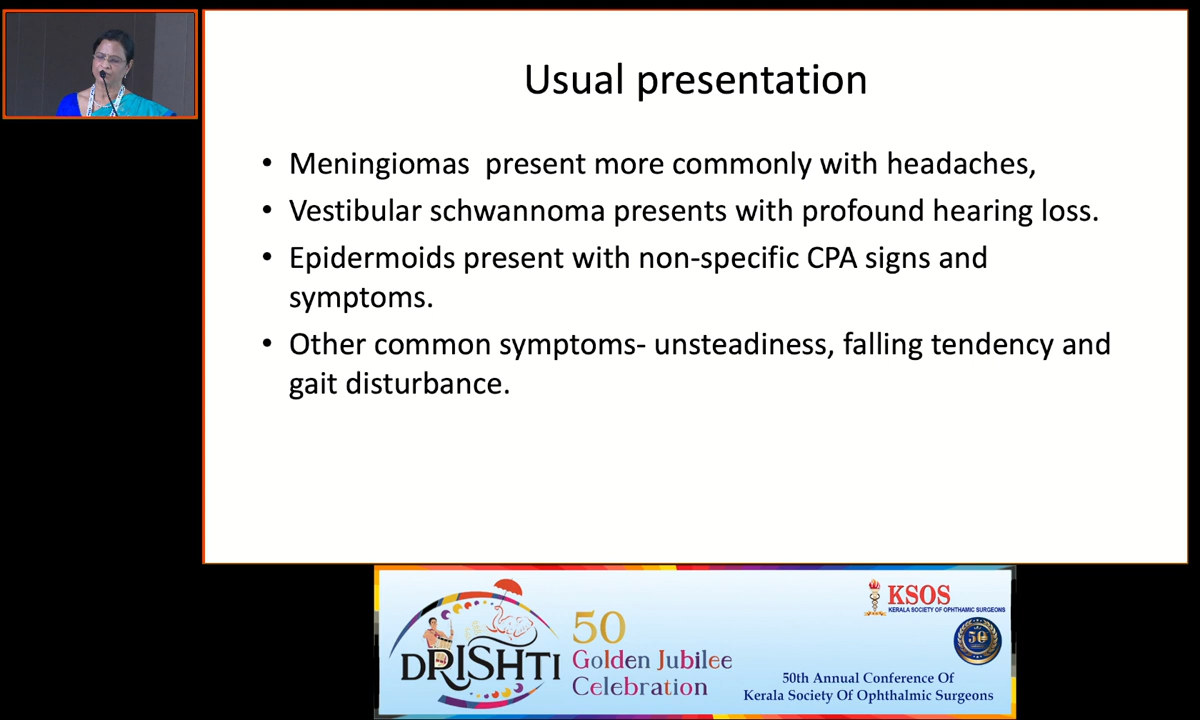 Usual presentation
• Meningiomas present more commonly with headaches,
• Vestibular schwannoma presents with profound hearing loss.
• Epidermoids present with non-specific CPA signs and
symptoms.
• Other common symptoms- unsteadiness, falling tendency and
gait disturbance.
DRISHTI
50
Golden Jubilee
Celebration
KSOS
KERALA SOCIETY OF OPHTHAMIC SURGEONS
50
50th Annual Conference Of
Kerala Society Of Ophthalmic Surgeons